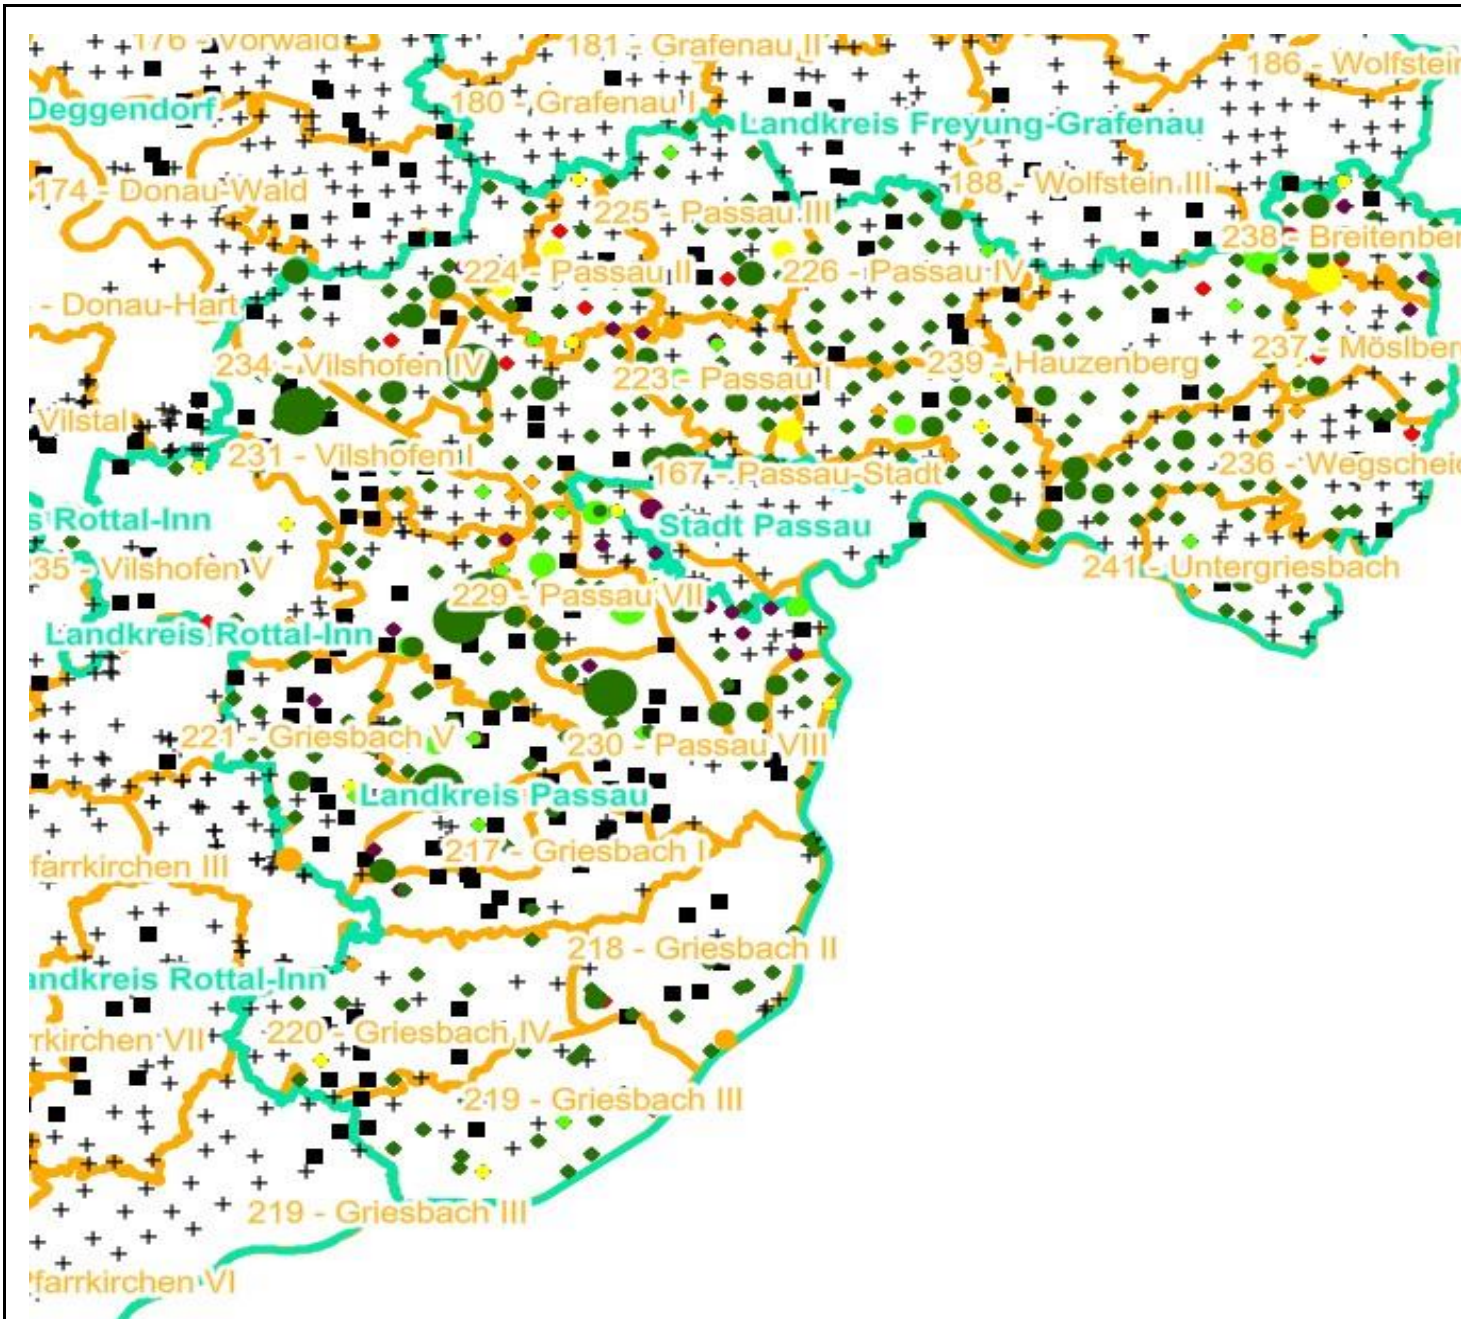 176 - Vorwald
181 - Grafenau II
186 - Wolfstein
180 - Grafenau I
Deggendorf
Landkreis Freyung-Grafenau
174 - Donau-Wald
188 - Wolfstein III
225 - Passau III
238 - Breitenber
224 - Passau II
226 - Passau IV
- Donau-Hart
234 - Vilshofen IV
223 - Passau I
239 - Hauzenberg
237 - Möslber
Vilstal
231 - Vilshofen I
167 - Passau-Stadt
236 - Wegscheid
s Rottal-Inn
Stadt Passau
35 - Vilshofen V
241 - Untergriesbach
229 - Passau VII
Landkreis Rottal-Inn
221 - Griesbach V
230 - Passau VIII
Landkreis Passau
217 - Griesbach I
farrkirchen III
218 - Griesbach II
andkreis Rottal-Inn
220 - Griesbach IV
rrkirchen VII
219 - Griesbach III
219 - Griesbach III
Pfarrkirchen VI